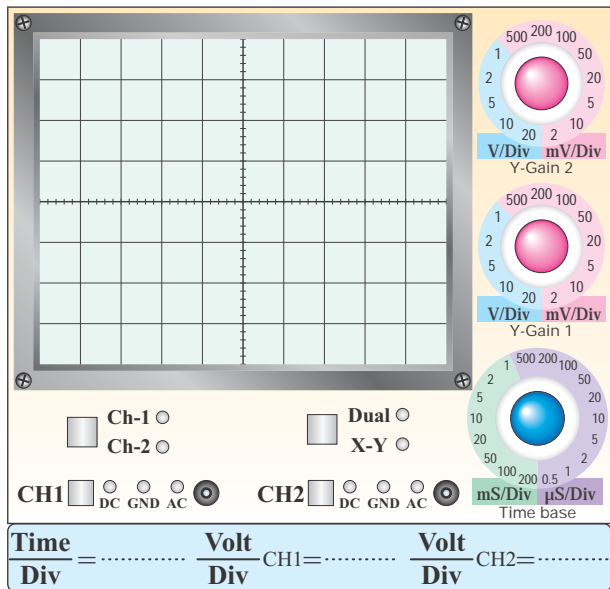 500 200 100
1 50
2 20
5 10
10 2
20
V/Div mV/Div
Y-Gain 2
500 200 100
1 50
2 20
5 10
10 2
20
V/Div mV/Div
Y-Gain 1
1 500 200 100
2 50
5 20
10 10
20 5
50 2
100 200 0.5 1
mS/Div µS/Div
Time base
Ch-1
Ch-2
Dual
X-Y
CH1 DC GND AC
CH2 DC GND AC
Time/Div = ............ Volt/Div CH1=............ Volt/Div CH2=............